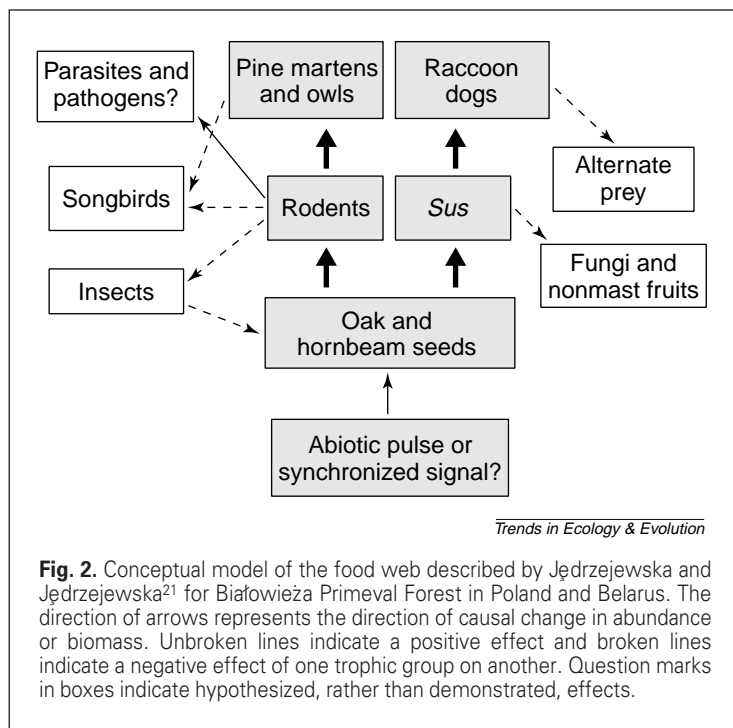 Parasites and
pathogens?
Pine martens
and owls
Raccoon
dogs
Songbirds
Rodents
Sus
Alternate
prey
Insects
Fungi and
nonmast fruits
Oak and
hornbeam seeds
Abiotic pulse or
synchronized signal?
Trends in Ecology & Evolution
Fig. 2. Conceptual model of the food web described by Jędrzejewska and
Jędrzejewska21 for Białowieża Primeval Forest in Poland and Belarus. The
direction of arrows represents the direction of causal change in abundance
or biomass. Unbroken lines indicate a positive effect and broken lines
indicate a negative effect of one trophic group on another. Question marks
in boxes indicate hypothesized, rather than demonstrated, effects.